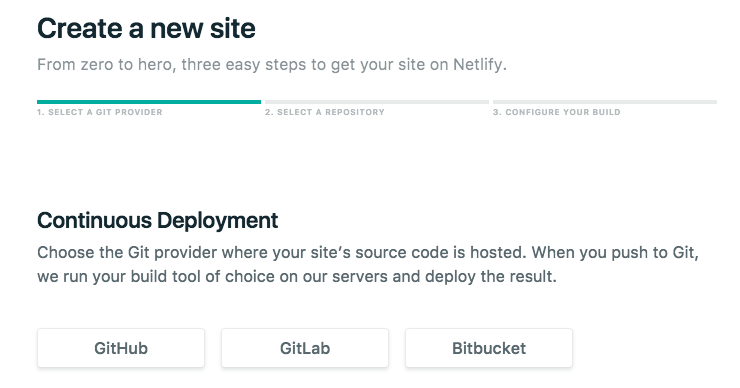 Create a new site
From zero to hero, three easy steps to get your site on Netlify.
1. SELECT A GIT PROVIDER
2. SELECT A REPOSITORY
3. CONFIGURE YOUR BUILD
Continuous Deployment
Choose the Git provider where your site’s source code is hosted. When you push to Git,
we run your build tool of choice on our servers and deploy the result.
GitHub
GitLab
Bitbucket